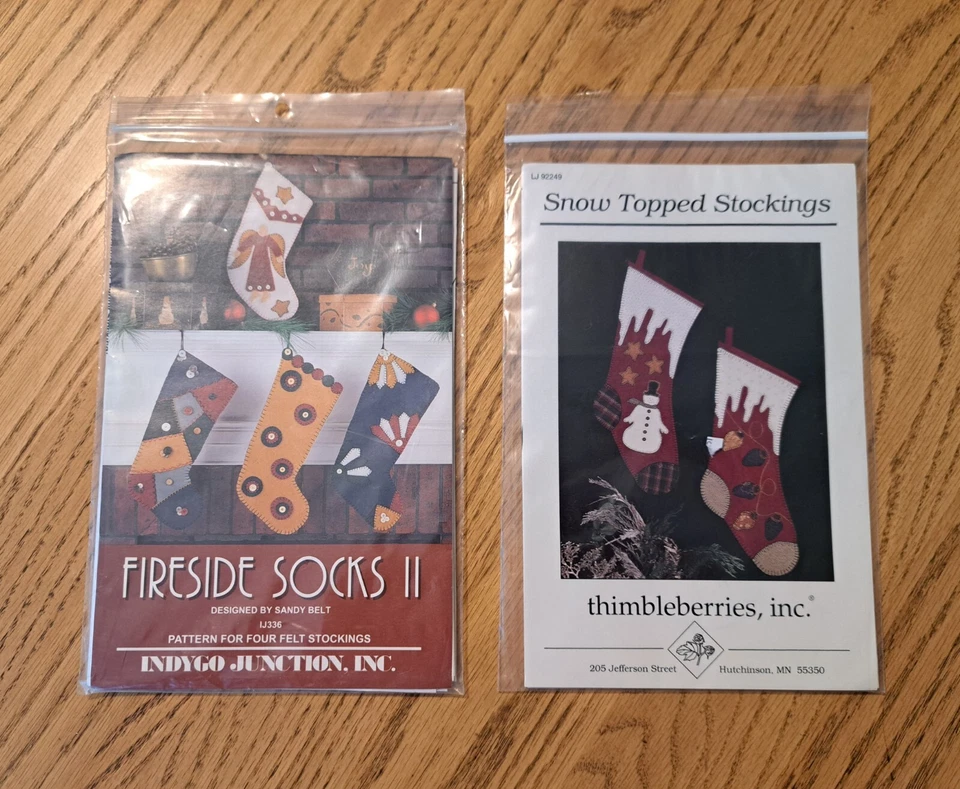 Joy
FIRESIDE SOCKS II
DESIGNED BY SANDY BELT
IJ336
PATTERN FOR FOUR FELT STOCKINGS
INDYGO JUNCTION, INC.
LJ 92249
Snow Topped Stockings
thimbleberries, inc.®
205 Jefferson Street Hutchinson, MN 55350